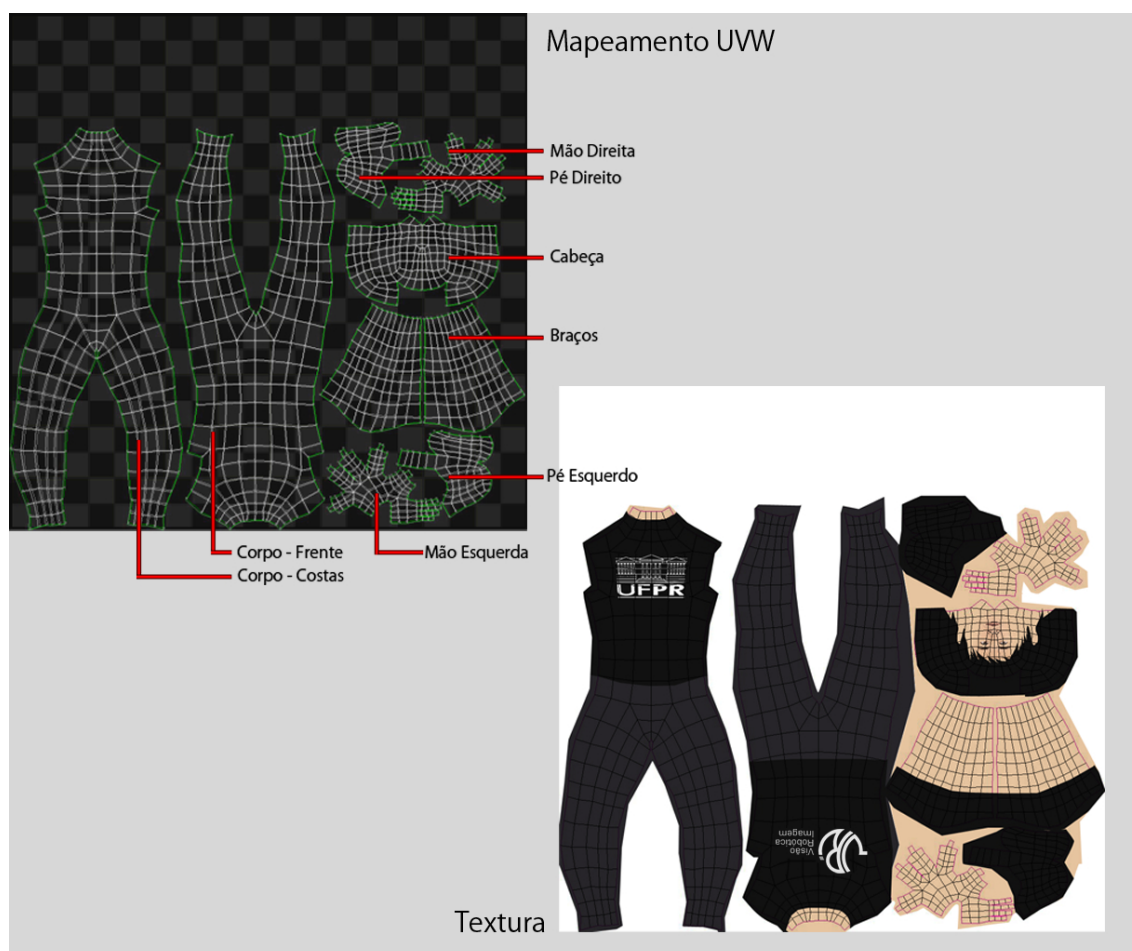 Mapeamento UVW
Mão Direita
Pé Direito
Cabeça
Braços
Pé Esquerdo
Corpo - Frente
Mão Esquerda
Corpo - Costas
UFPR
Visão
Robótica
Imagem
VRI
Textura